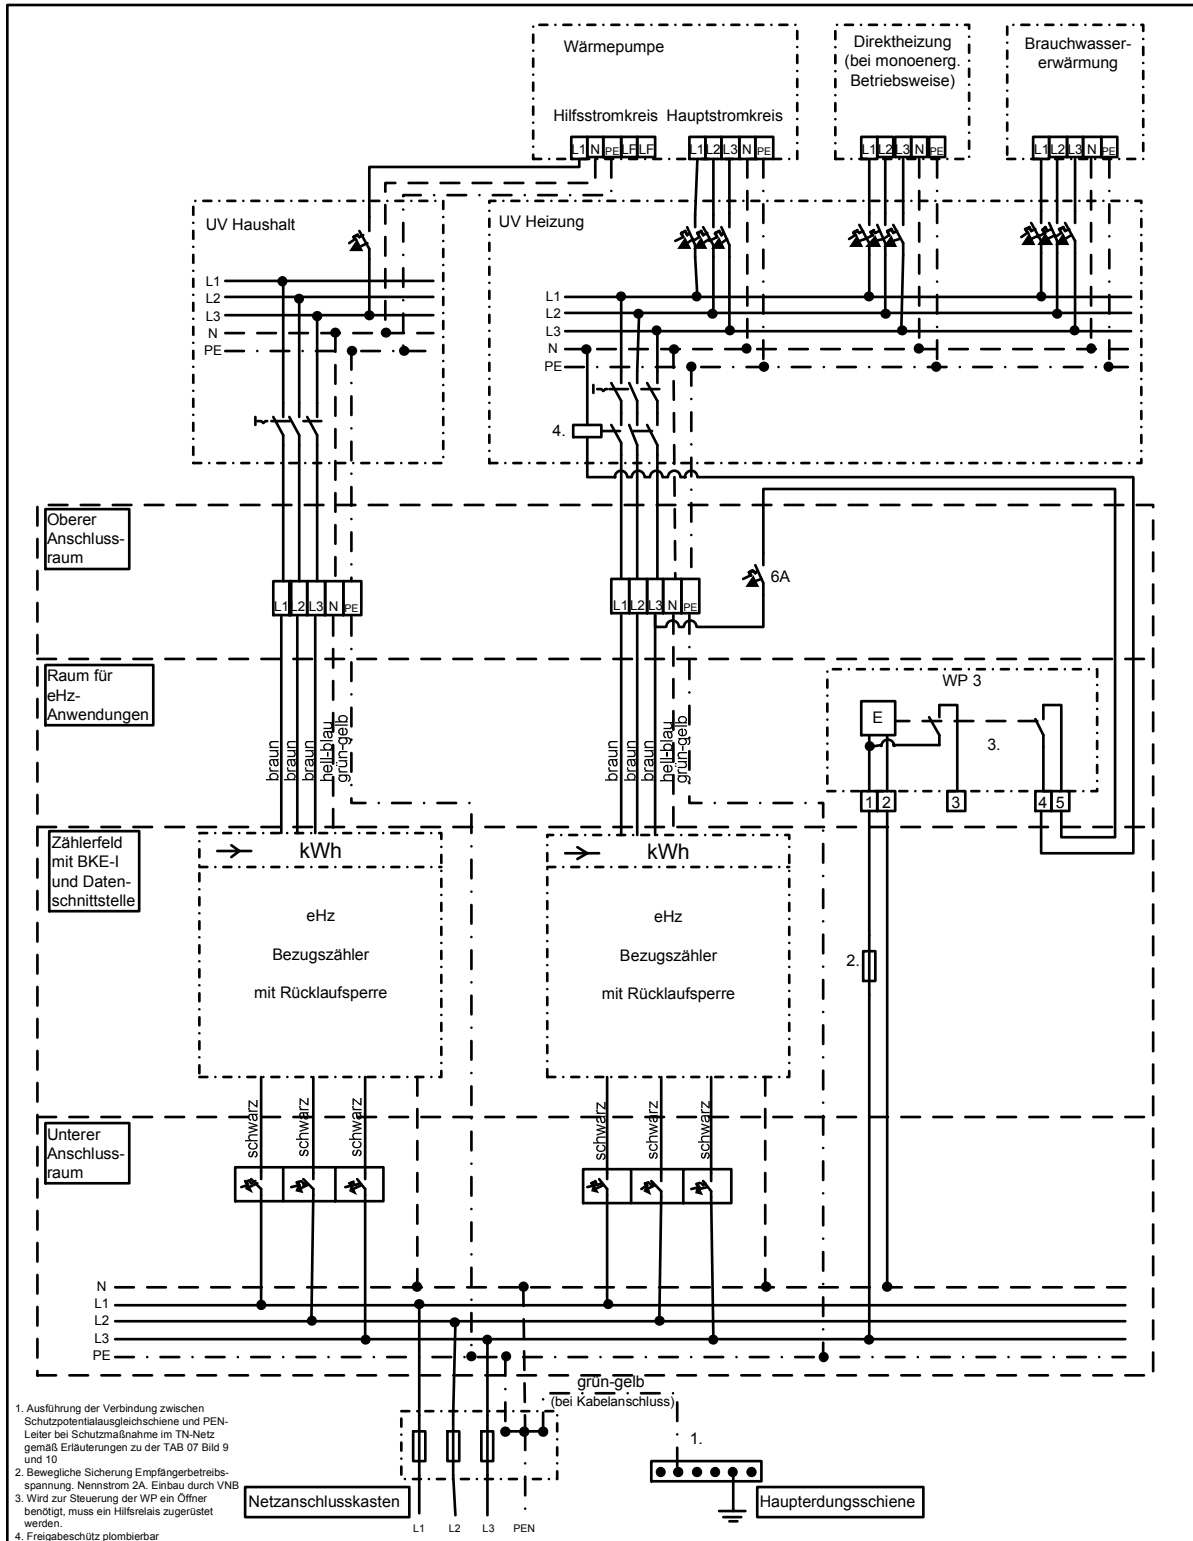 Wärmepumpe
Direktheizung
(bei monoenerg.
Betriebsweise)
Brauchwasser-
erwärmung
Hilfsstromkreis Hauptstromkreis
L1 N PE LF LF
L1 L2 L3 N PE
L1 L2 L3 N PE
L1 L2 L3 N PE
UV Haushalt
L1
L2
L3
N
PE
UV Heizung
L1
L2
L3
N
PE
4.
Oberer
Anschluss-
raum
6A
L1 L2 L3 N PE
L1 L2 L3 N PE
Raum für
eHz-
Anwendungen
braun
braun
braun
hell-blau
grün-gelb
braun
braun
braun
hell-blau
grün-gelb
WP 3
E
3.
1 2 3 4 5
Zählerfeld
mit BKE-I
und Daten-
schnittstelle
kWh
eHz
Bezugszähler
mit Rücklaufsperre
kWh
eHz
Bezugszähler
mit Rücklaufsperre
2.
Unterer
Anschluss-
raum
schwarz
schwarz
schwarz
schwarz
schwarz
schwarz
N
L1
L2
L3
PE
grün-gelb
(bei Kabelanschluss)
1.
Netzanschlusskasten
L1 L2 L3 PEN
Haupterdungsschiene
1. Ausführung der Verbindung zwischen
Schutzpotentialausgleichschiene und PEN-
Leiter bei Schutzmaßnahme im TN-Netz
gemäß Erläuterungen zu der TAB 07 Bild 9
und 10
2. Bewegliche Sicherung Empfängerbetreibs-
spannung. Nennstrom 2A. Einbau durch VNB
3. Wird zur Steuerung der WP ein Öffner
benötigt, muss ein Hilfsrelais zugerüstet
werden.
4. Freigabeschütz plombierbar